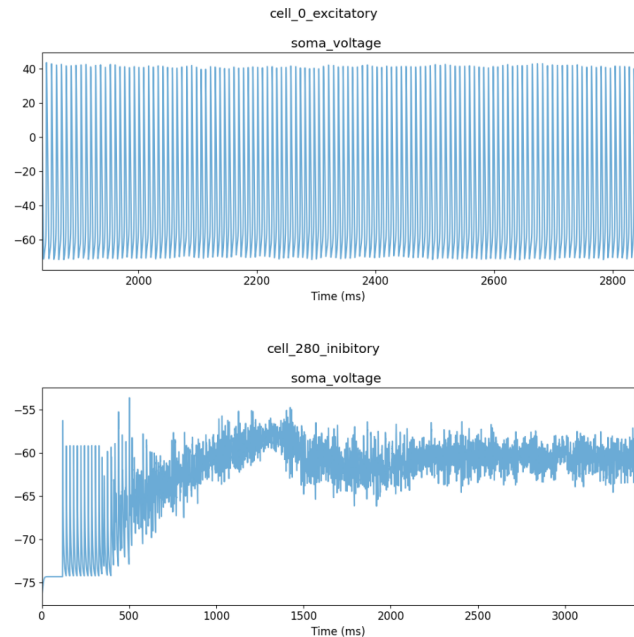 cell_0_excitatory
soma_voltage
40
20
0
−20
−40
−60
2000 2200 2400 2600 2800
Time (ms)
cell_280_inibitory
soma_voltage
−55
−60
−65
−70
−75
0 500 1000 1500 2000 2500 3000
Time (ms)